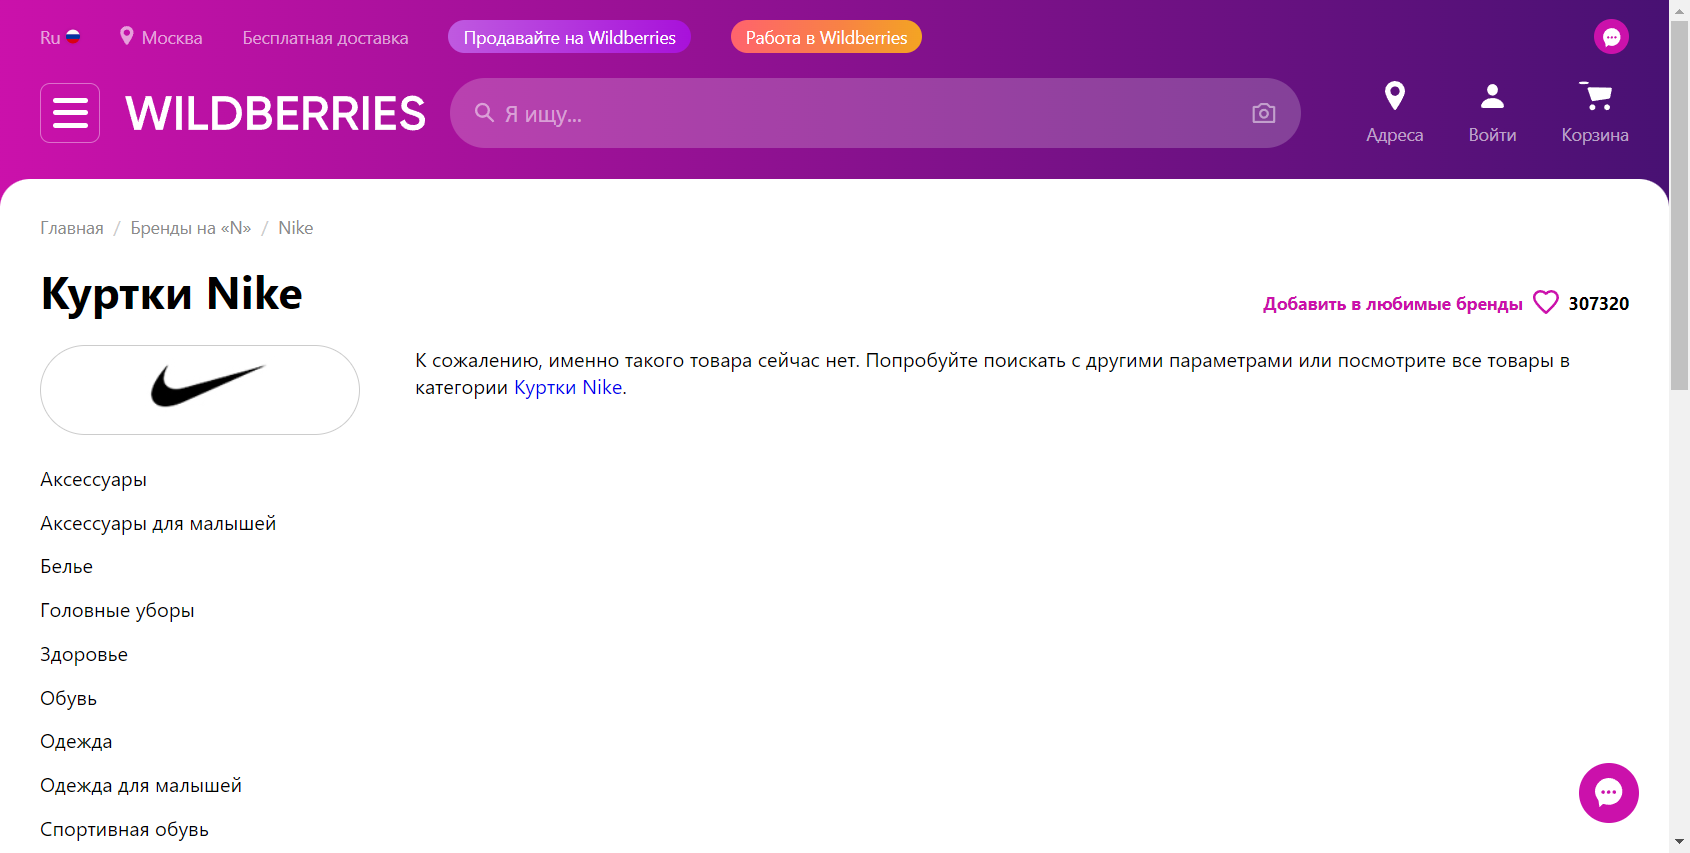 Ru Москва Бесплатная доставка Продавайте на Wildberries Работа в Wildberries
WILDBERRIES Я ищу... Адреса Войти Корзина
Главная / Бренды на «N» / Nike
Куртки Nike
Добавить в любимые бренды 307320
К сожалению, именно такого товара сейчас нет. Попробуйте поискать с другими параметрами или посмотрите все товары в
категории Куртки Nike.
Аксессуары
Аксессуары для малышей
Белье
Головные уборы
Здоровье
Обувь
Одежда
Одежда для малышей
Спортивная обувь